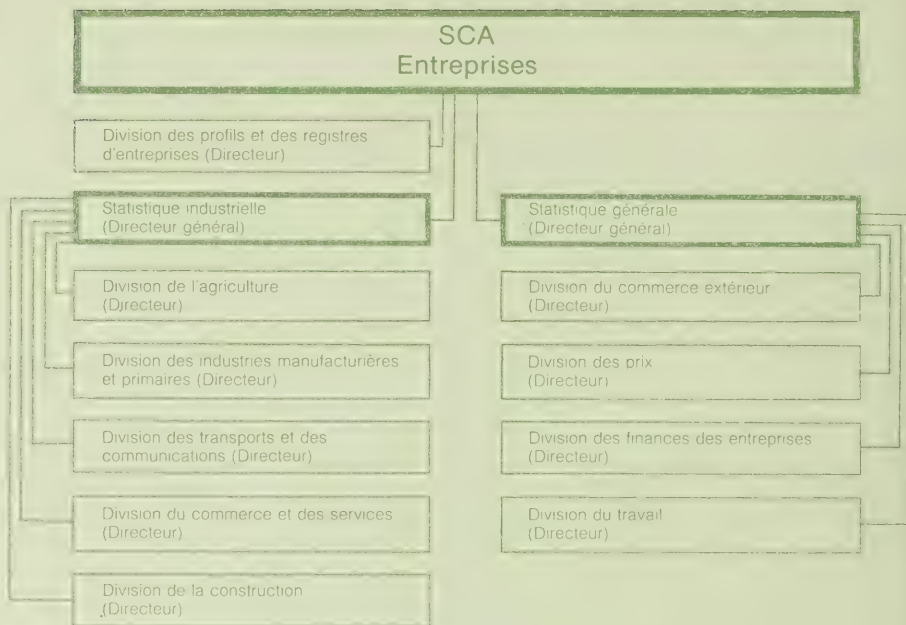 SCA
Entreprises
Division des profils et des registres
d'entreprises (Directeur)
Statistique industrielle
(Directeur général)
Division de l'agriculture
(Directeur)
Division des industries manufacturières
et primaires (Directeur)
Division des transports et des
communications (Directeur)
Division du commerce et des services
(Directeur)
Division de la construction
(Directeur)
Statistique générale
(Directeur général)
Division du commerce extérieur
(Directeur)
Division des prix
(Directeur)
Division des finances des entreprises
(Directeur)
Division du travail
(Directeur)